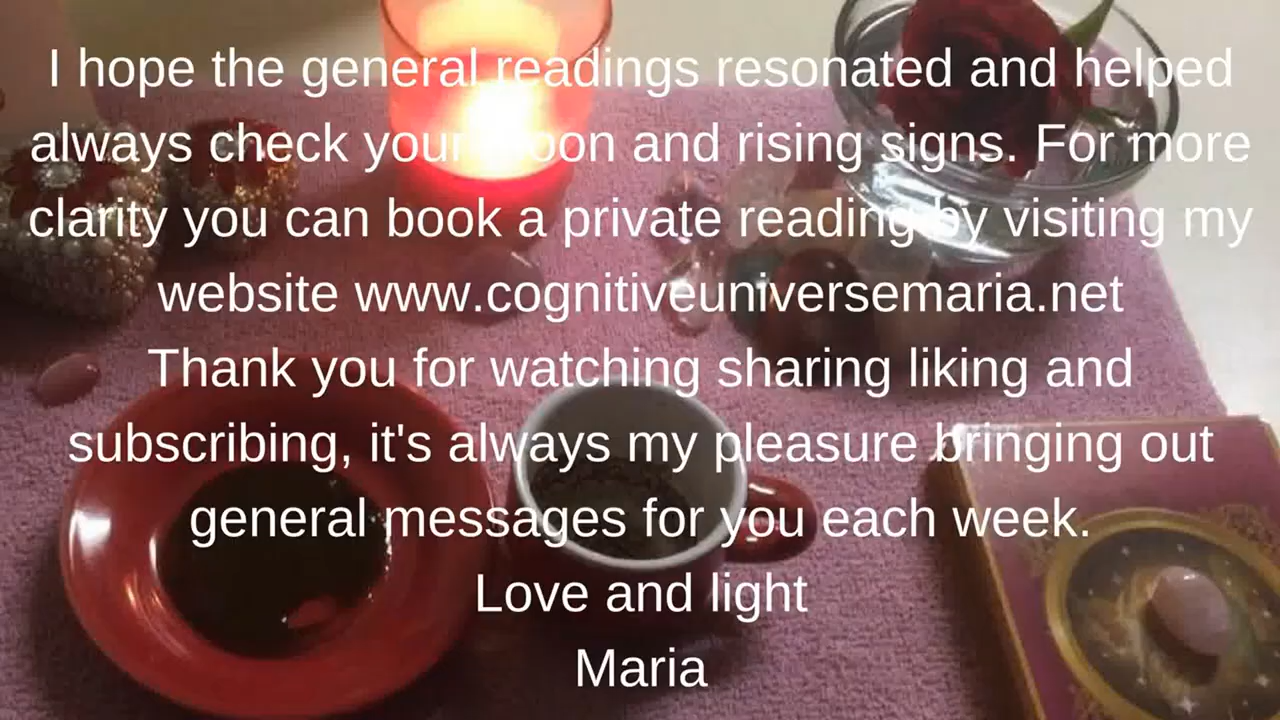 I hope the general readings resonated and helped
always check your moon and rising signs. For more
clarity you can book a private reading by visiting my
website www.cognitiveuniversemaria.net
Thank you for watching sharing liking and
subscribing, it's always my pleasure bringing out
general messages for you each week.
Love and light
Maria